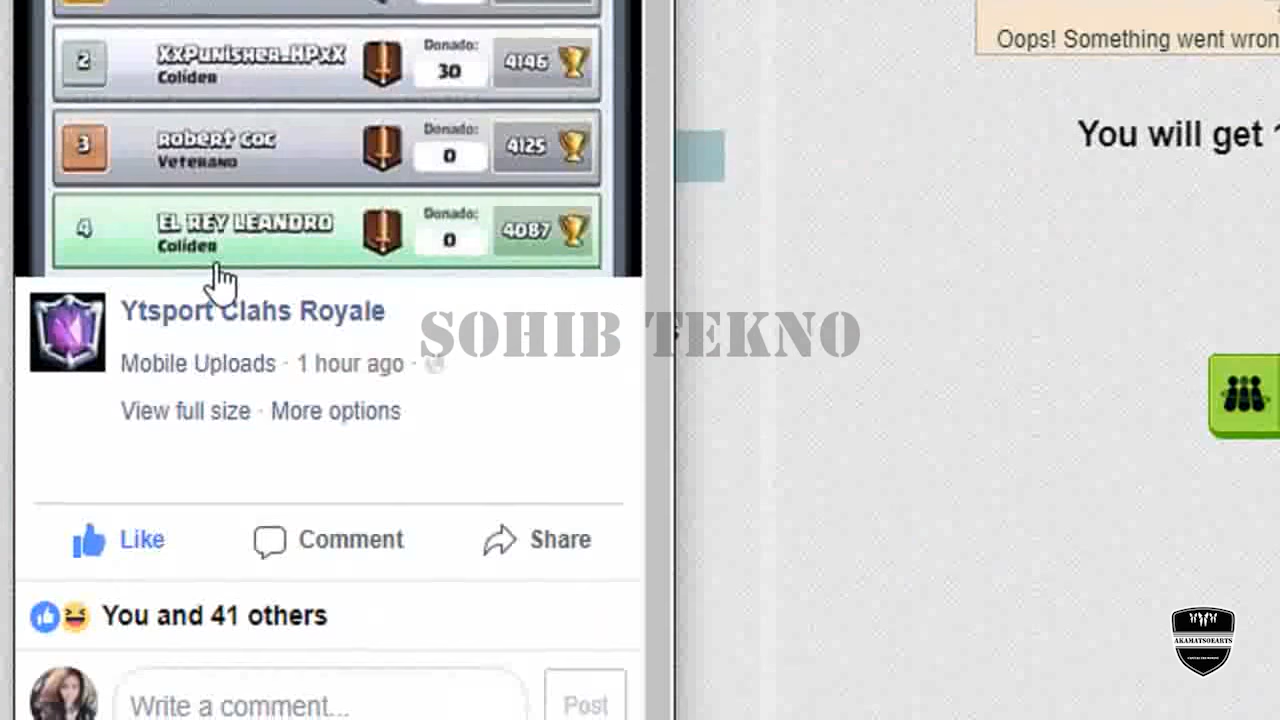 2
XxPunisher_HPxX
Colíder
Donado:
30
4146
3
Robert Coc
Veterano
Donado:
0
4125
4
EL REY LEANDRO
Colíder
Donado:
0
4087
Ytsport Clahs Royale
Mobile Uploads · 1 hour ago ·
View full size · More options
Like
Comment
Share
You and 41 others
Write a comment...
Post
Oops! Something went wron
You will get
SOHIB TEKNO
AKAMATSOEARTS